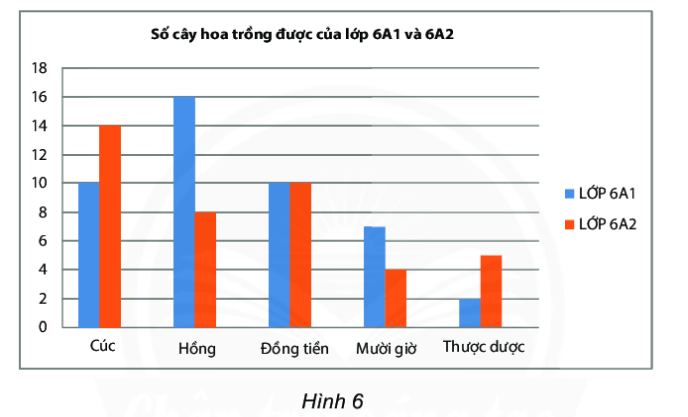 Số cây hoa trồng được của lớp 6A1 và 6A2
18
16
14
12
10
8
6
4
2
0
Cúc Hồng Đồng tiền Mười giờ Thược dược
LỚP 6A1
LỚP 6A2
Hình 6